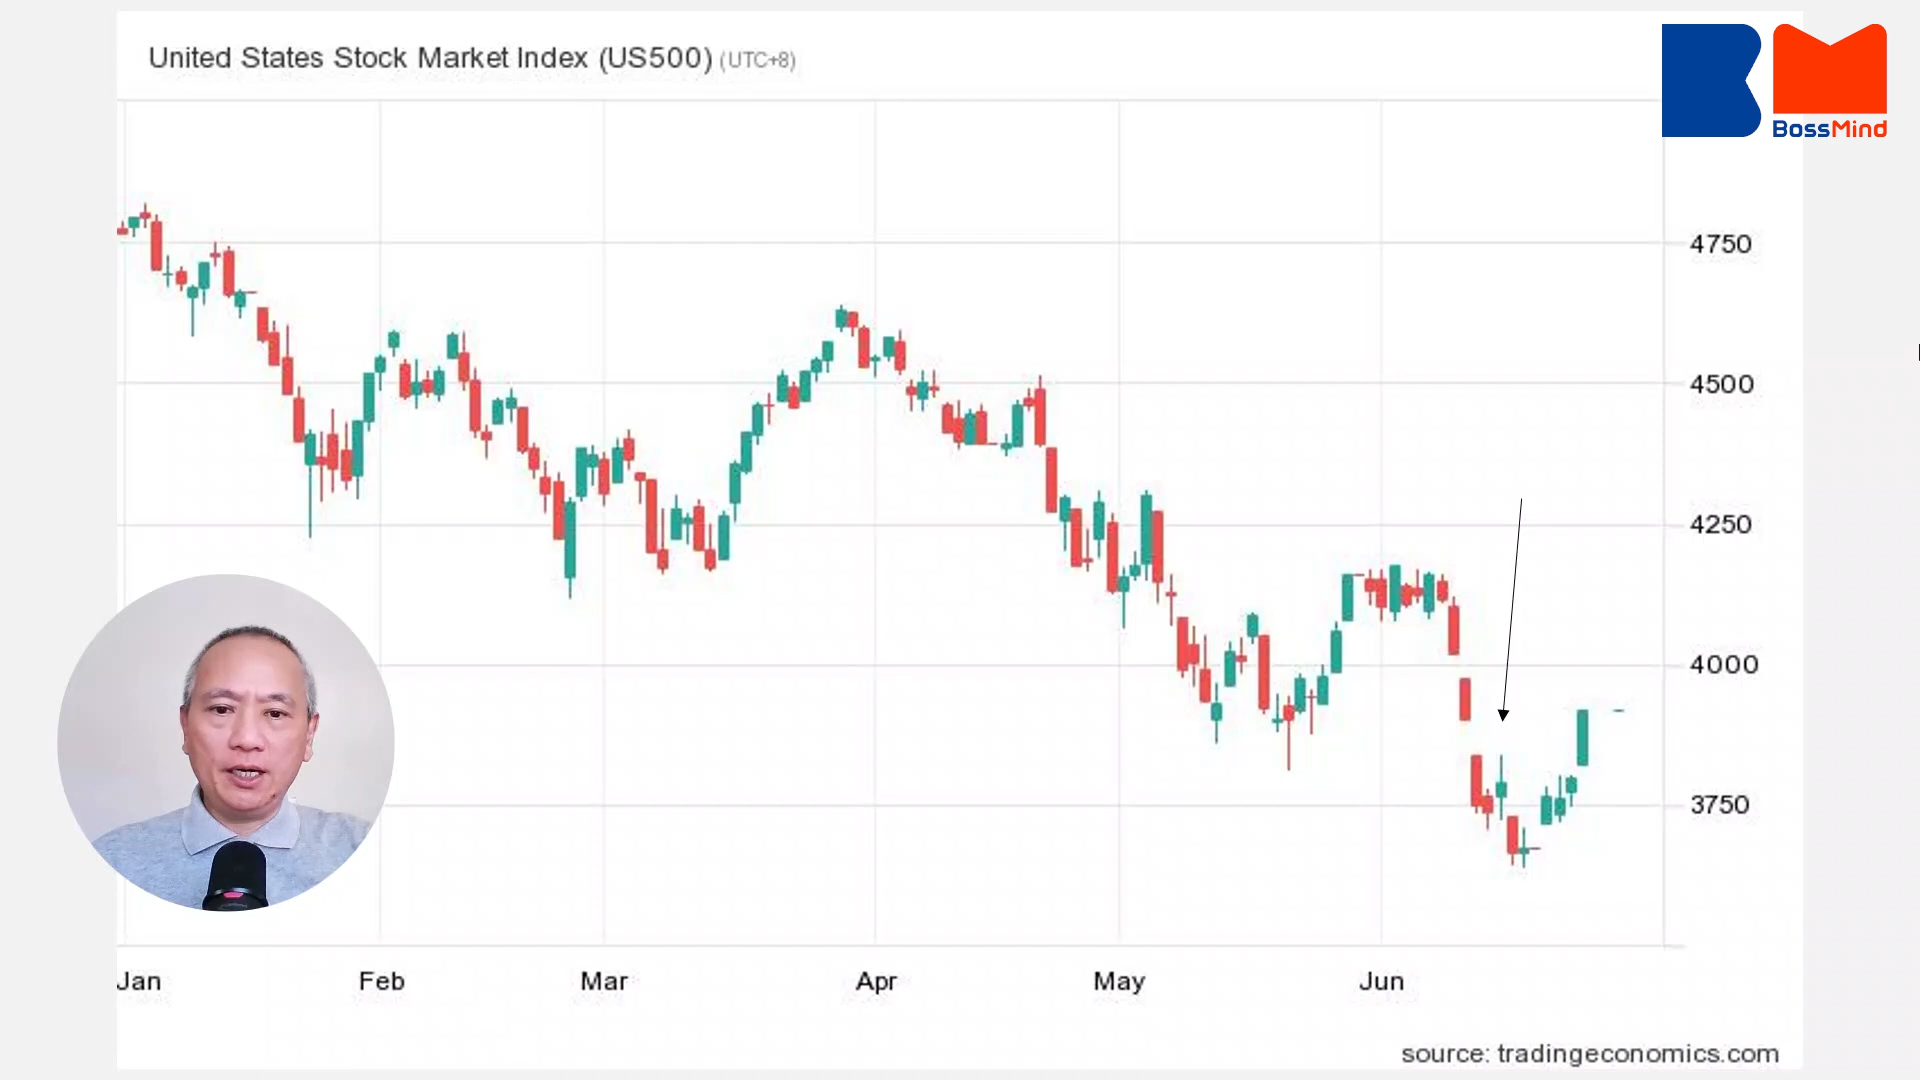 United States Stock Market Index (US500) (UTC+8)
BossMind
4750
4500
4250
4000
3750
Jan Feb Mar Apr May Jun
source: tradingeconomics.com